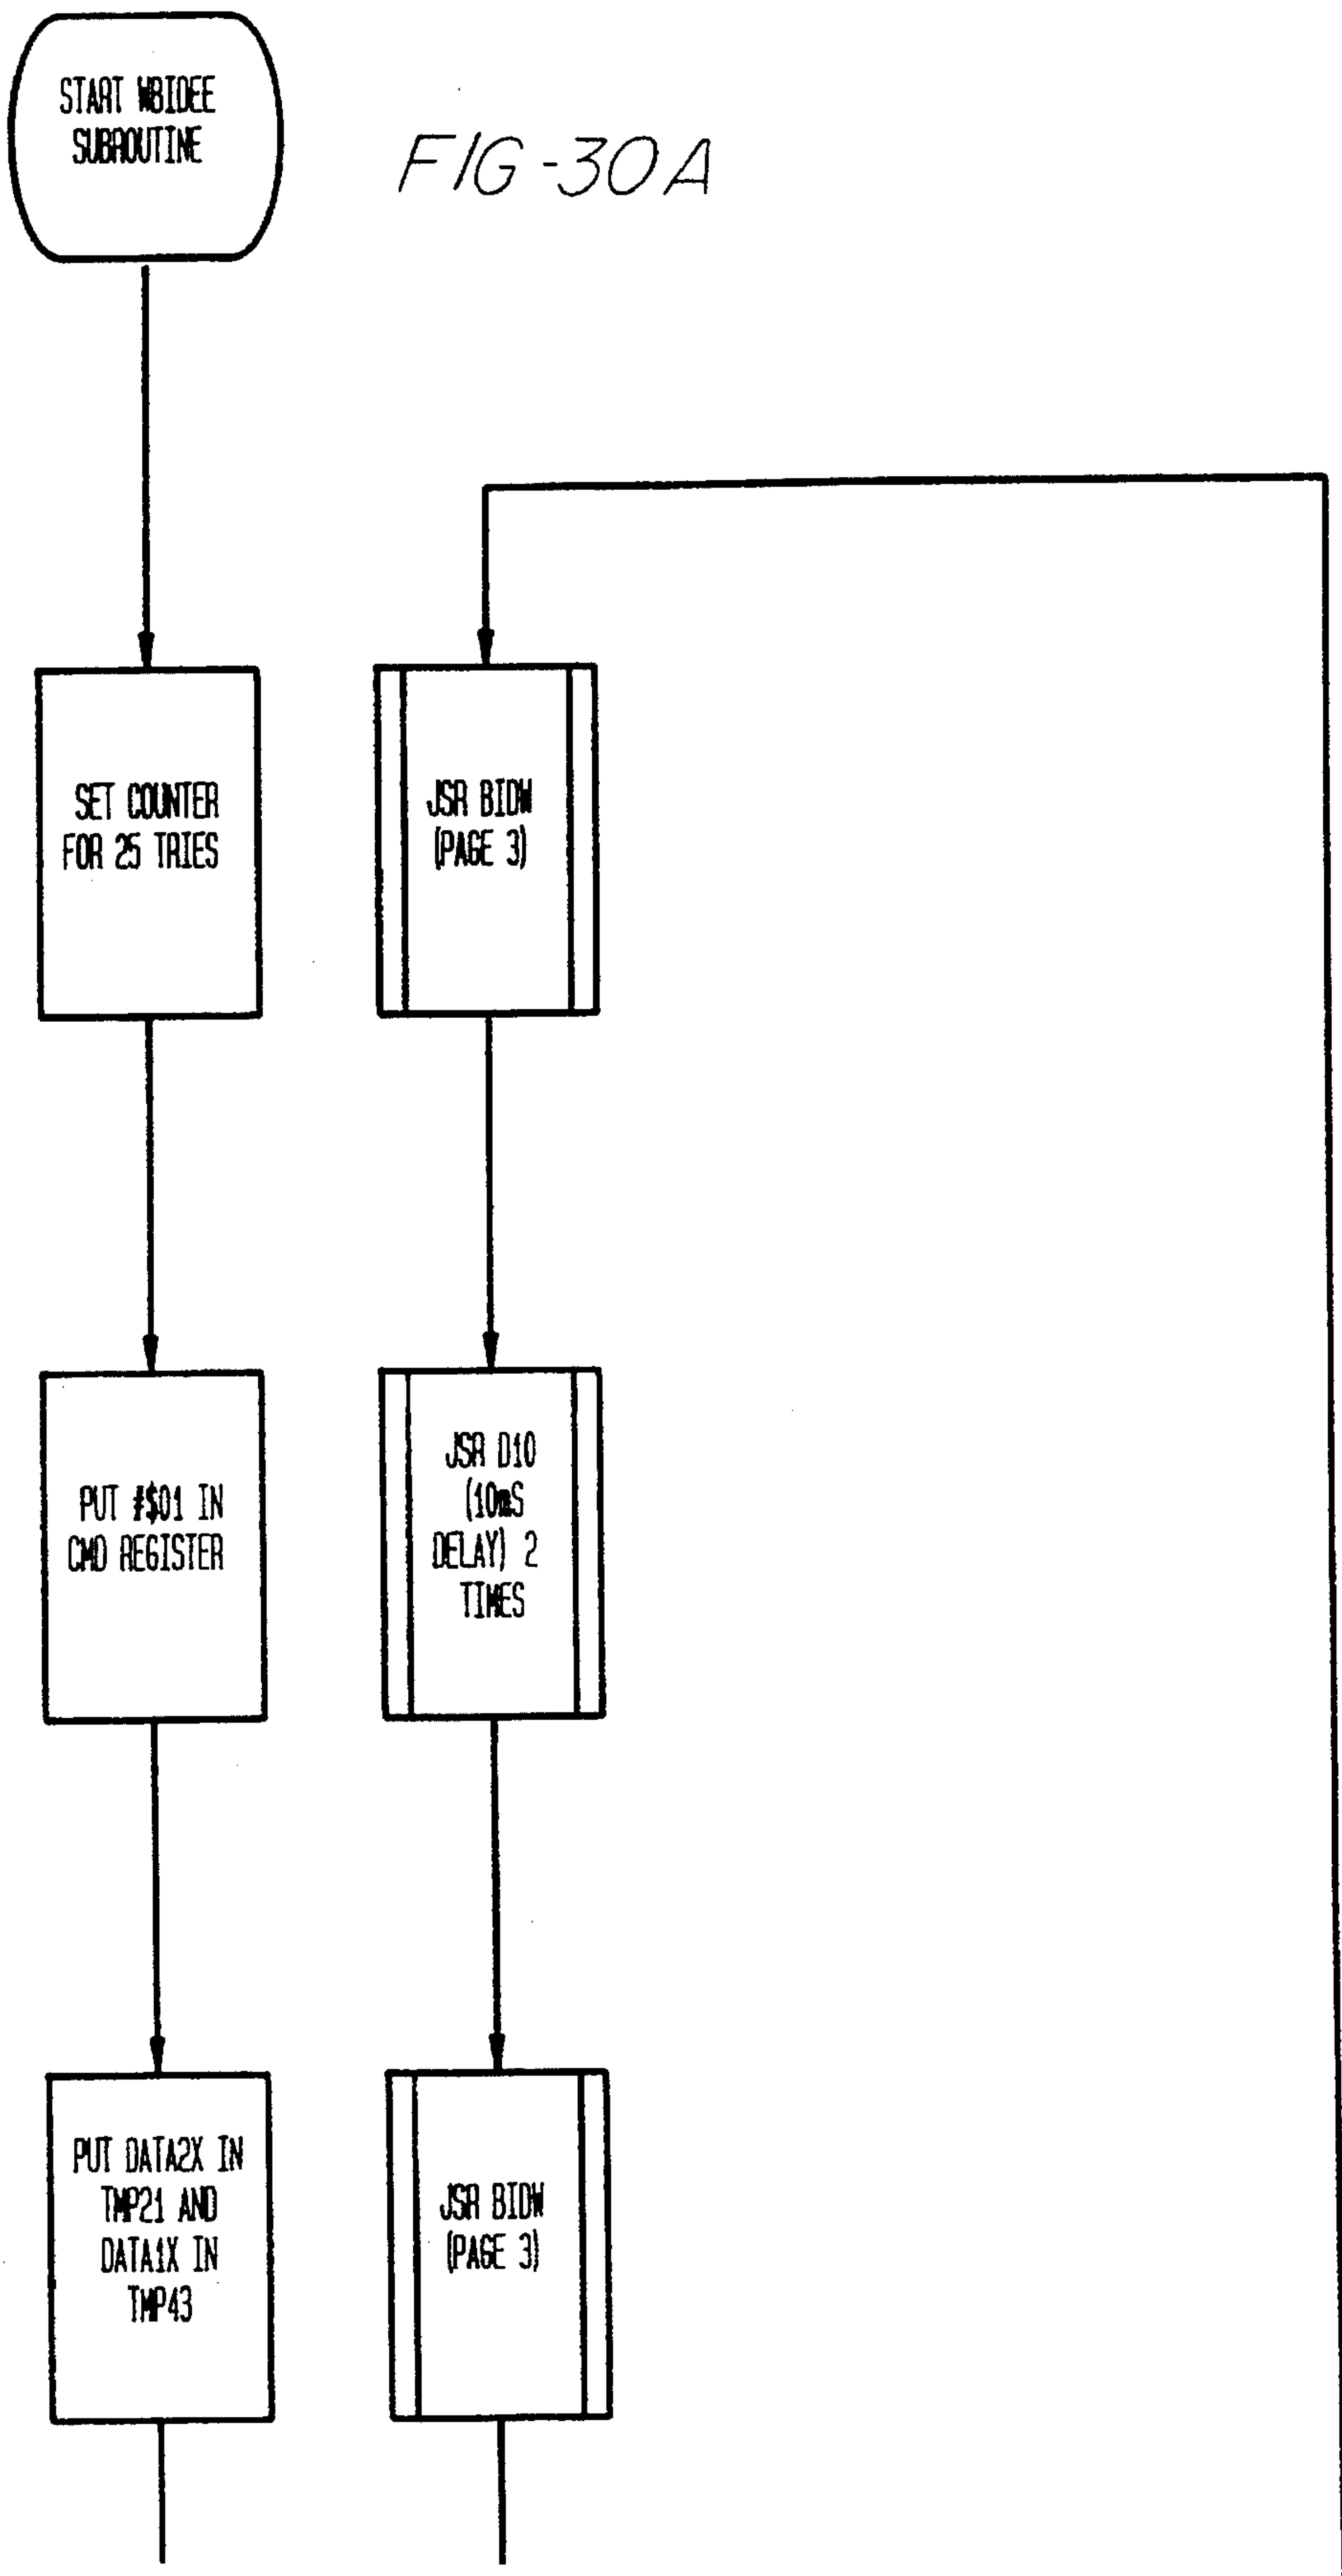 START WBIDEE
SUBROUTINE
FIG-30A
SET COUNTER
FOR 25 TRIES
PUT #$01 IN
CMD REGISTER
PUT DATA2X IN
TMP21 AND
DATA1X IN
TMP43
JSR BIDW
(PAGE 3)
JSR D10
(10mS
DELAY) 2
TIMES
JSR BIDW
(PAGE 3)